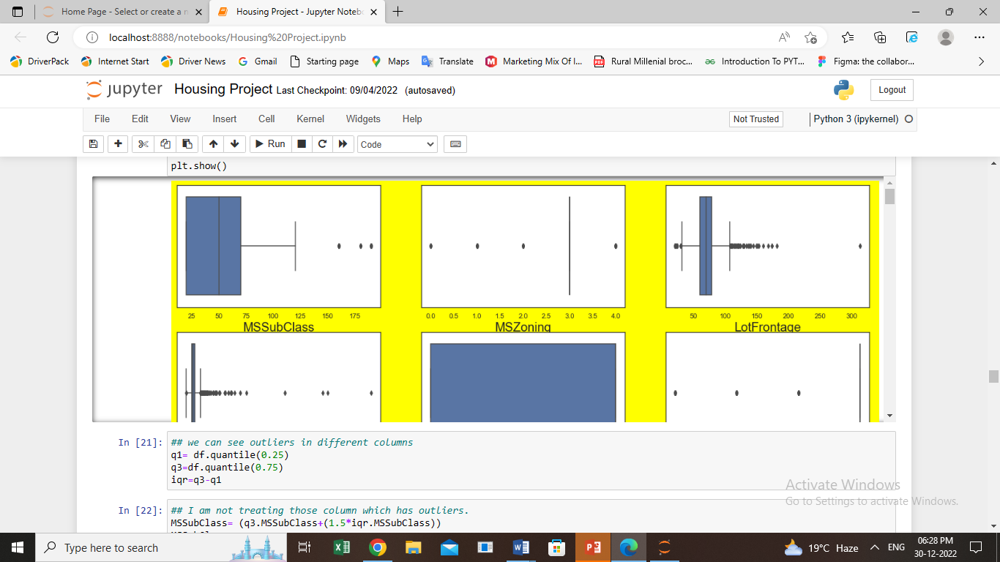 Home Page - Select or create a n
Housing Project - Jupyter Noteb
localhost:8888/notebooks/Housing%20Project.ipynb
DriverPack
Internet Start
Driver News
Gmail
Starting page
Maps
Translate
Marketing Mix Of I...
Rural Millenial broc...
Introduction To PYT...
Figma: the collabor...
jupyter Housing Project Last Checkpoint: 09/04/2022 (autosaved)
Logout
File Edit View Insert Cell Kernel Widgets Help
Not Trusted
Python 3 (ipykernel)
Run
Code
plt.show()
25 50 75 100 125 150 175
MSSubClass
0.0 0.5 1.0 1.5 2.0 2.5 3.0 3.5 4.0
MSZoning
50 100 150 200 250 300
LotFrontage
In [21]:
## we can see outliers in different columns
q1= df.quantile(0.25)
q3=df.quantile(0.75)
iqr=q3-q1
In [22]:
## I am not treating those column which has outliers.
MSSubClass= (q3.MSSubClass+(1.5*iqr.MSSubClass))
Activate Windows
Go to Settings to activate Windows.
Type here to search
19°C Haze
ENG
06:28 PM
30-12-2022